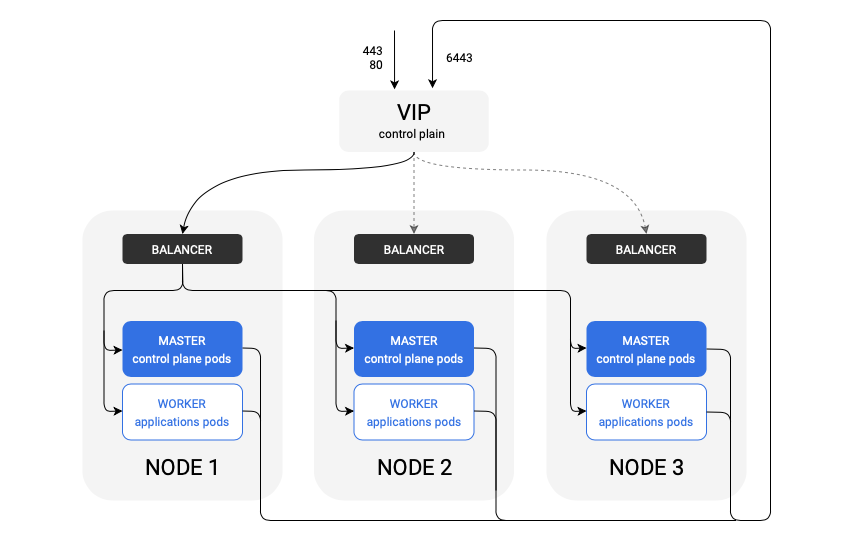 443
80
6443
VIP
control plain
BALANCER
BALANCER
BALANCER
MASTER
control plane pods
MASTER
control plane pods
MASTER
control plane pods
WORKER
applications pods
WORKER
applications pods
WORKER
applications pods
NODE 1
NODE 2
NODE 3